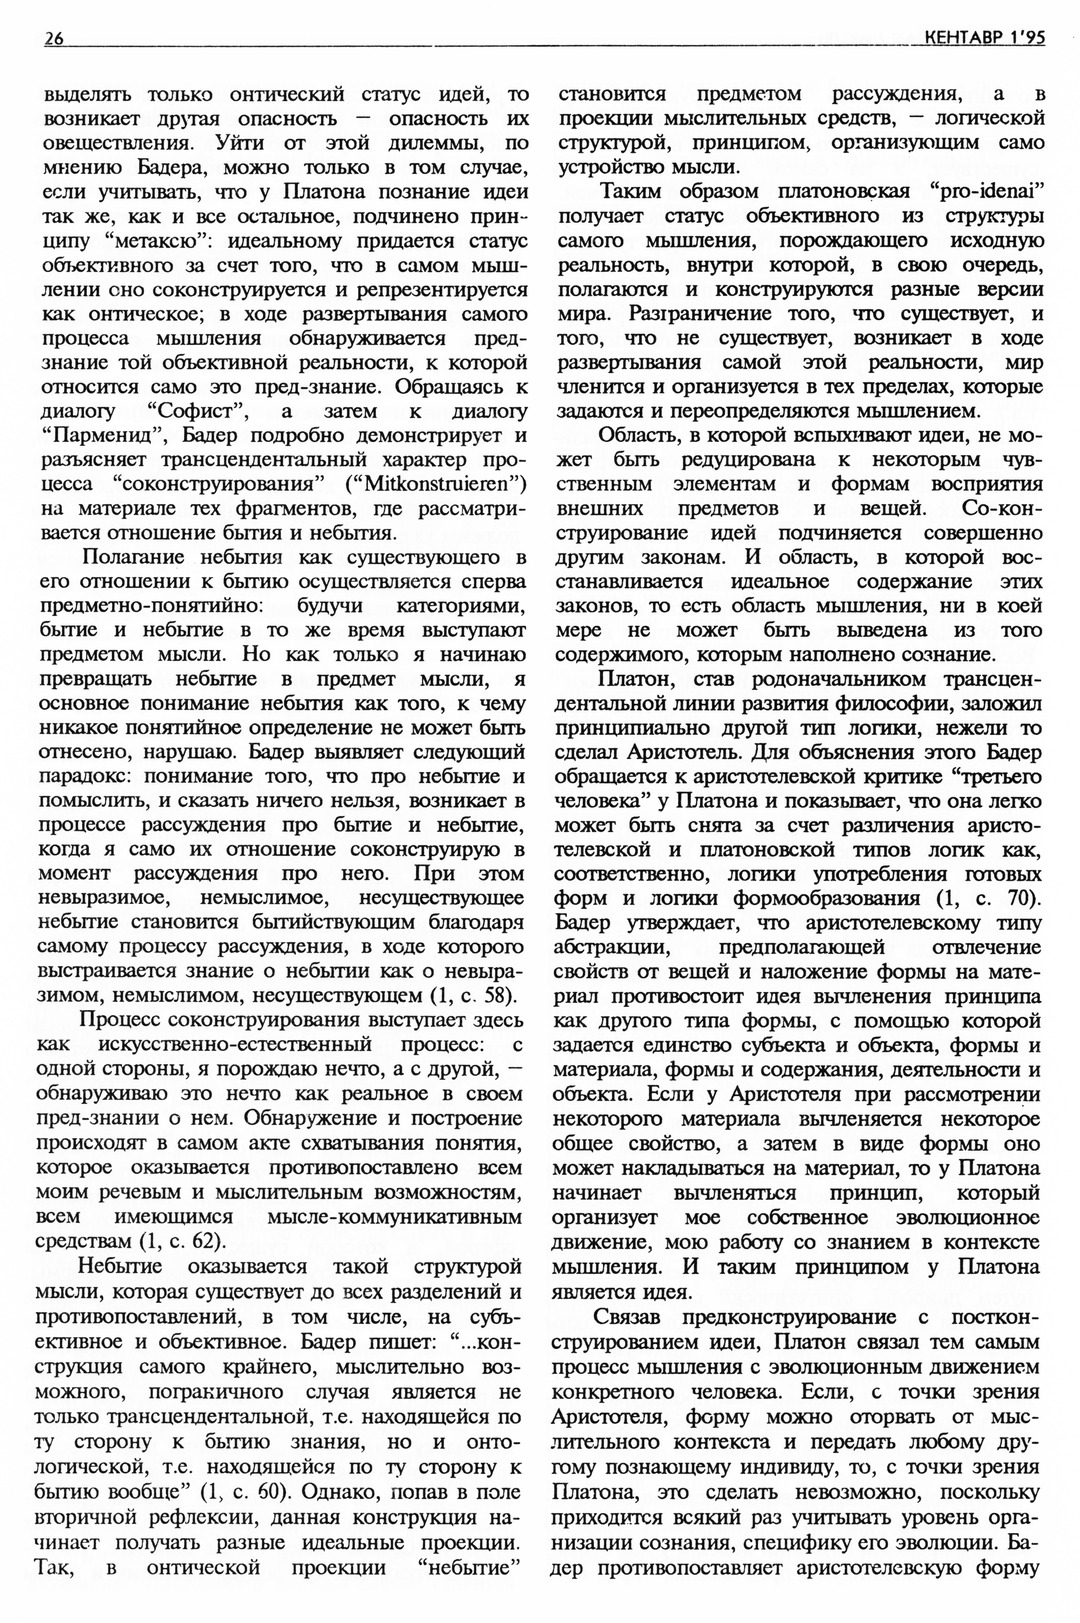 26
КЕНТАВР 1'95
выделять только онтический статус идей, то
возникает другая опасность — опасность их
овеществления. Уйти от этой дилеммы, по
мнению Бадера, можно только в том случае,
если учитывать, что у Платона познание идеи
так же, как и все остальное, подчинено прин-
ципу “метаксю”: идеальному придается статус
объективного за счет того, что в самом мыш-
лении оно соконструируется и репрезентируется
как онтическое; в ходе развертывания самого
процесса мышления обнаруживается пред-
знание той объективной реальности, к которой
относится само это пред-знание. Обращаясь к
диалогу “Софист”, а затем к диалогу
“Парменид”, Бадер подробно демонстрирует и
разъясняет трансцендентальный характер про-
цесса “соконструирования” (“Mitkonstruieren”)
на материале тех фрагментов, где рассматри-
вается отношение бытия и небытия.
Полагание небытия как существующего в
его отношении к бытию осуществляется сперва
предметно-понятийно: будучи категориями,
бытие и небытие в то же время выступают
предметом мысли. Но как только я начинаю
превращать небытие в предмет мысли, я
основное понимание небытия как того, к чему
никакое понятийное определение не может быть
отнесено, нарушаю. Бадер выявляет следующий
парадокс: понимание того, что про небытие и
помыслить, и сказать ничего нельзя, возникает в
процессе рассуждения про бытие и небытие,
когда я само их отношение соконструирую в
момент рассуждения про него. При этом
невыразимое, немыслимое, несуществующее
небытие становится бытийствующим благодаря
самому процессу рассуждения, в ходе которого
выстраивается знание о небытии как о невыра-
зимом, немыслимом, несуществующем (1, с. 58).
Процесс соконструирования выступает здесь
как искусственно-естественный процесс: с
одной стороны, я порождаю нечто, а с другой, —
обнаруживаю это нечто как реальное в своем
пред-знании о нем. Обнаружение и построение
происходят в самом акте схватывания понятия,
которое оказывается противопоставлено всем
моим речевым и мыслительным возможностям,
всем имеющимся мысле-коммуникативным
средствам (1, с. 62).
Небытие оказывается такой структурой
мысли, которая существует до всех разделений и
противопоставлений, в том числе, на субъ-
ективное и объективное. Бадер пишет: “...кон-
струкция самого крайнего, мыслительно воз-
можного, пограничного случая является не
только трансцендентальной, т.е. находящейся по
ту сторону к бытию знания, но и онто-
логической, т.е. находящейся по ту сторону к
бытию вообще” (1, с. 60). Однако, попав в поле
вторичной рефлексии, данная конструкция на-
чинает получать разные идеальные проекции.
Так, в онтической проекции “небытие”
становится предметом рассуждения, а в
проекции мыслительных средств, — логической
структурой, принципом, организующим само
устройство мысли.
Таким образом платоновская “pro-idenai”
получает статус объективного из структуры
самого мышления, порождающего исходную
реальность, внутри которой, в свою очередь,
полагаются и конструируются разные версии
мира. Разграничение того, что существует, и
того, что не существует, возникает в ходе
развертывания самой этой реальности, мир
членится и организуется в тех пределах, которые
задаются и переопределяются мышлением.
Область, в которой вспыхивают идеи, не мо-
жет быть редуцирована к некоторым чув-
ственным элементам и формам восприятия
внешних предметов и вещей. Со-кон-
струирование идей подчиняется совершенно
другим законам. И область, в которой вос-
станавливается идеальное содержание этих
законов, то есть область мышления, ни в коей
мере не может быть выведена из того
содержимого, которым наполнено сознание.
Платон, став родоначальником трансцен-
дентальной линии развития философии, заложил
принципиально другой тип логики, нежели то
сделал Аристотель. Для объяснения этого Бадер
обращается к аристотелевской критике “третьего
человека” у Платона и показывает, что она легко
может быть снята за счет различения аристо-
телевской и платоновской типов логик как,
соответственно, логики употребления готовых
форм и логики формообразования (1, с. 70).
Бадер утверждает, что аристотелевскому типу
абстракции, предполагающей отвлечение
свойств от вещей и наложение формы на мате-
риал противостоит идея вычленения принципа
как другого типа формы, с помощью которой
задается единство субъекта и объекта, формы и
материала, формы и содержания, деятельности и
объекта. Если у Аристотеля при рассмотрении
некоторого материала вычленяется некоторое
общее свойство, а затем в виде формы оно
может накладываться на материал, то у Платона
начинает вычленяться принцип, который
организует мое собственное эволюционное
движение, мою работу со знанием в контексте
мышления. И таким принципом у Платона
является идея.
Связав предконструирование с посткон-
струированием идеи, Платон связал тем самым
процесс мышления с эволюционным движением
конкретного человека. Если, с точки зрения
Аристотеля, форму можно оторвать от мыс-
лительного контекста и передать любому дру-
гому познающему индивиду, то, с точки зрения
Платона, это сделать невозможно, поскольку
приходится всякий раз учитывать уровень орга-
низации сознания, специфику его эволюции. Ба-
дер противопоставляет аристотелевскую форму